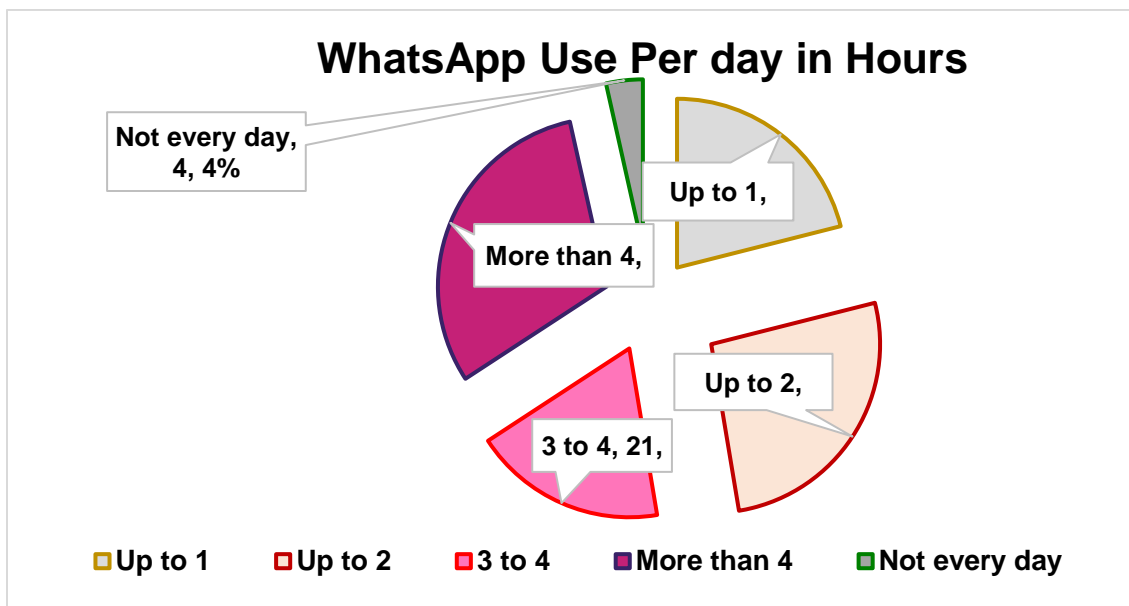 WhatsApp Use Per day in Hours
Not every day,
4, 4%
Up to 1,
More than 4,
Up to 2,
3 to 4, 21,
Up to 1 Up to 2 3 to 4 More than 4 Not every day